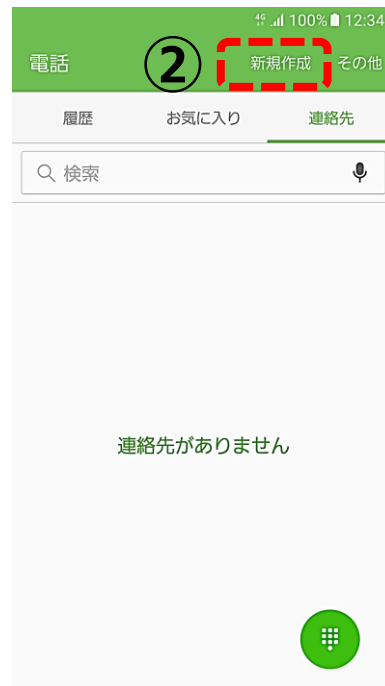 4G 100% 12:34
電話 ② 新規作成 その他
履歴 お気に入り 連絡先
検索
連絡先がありません